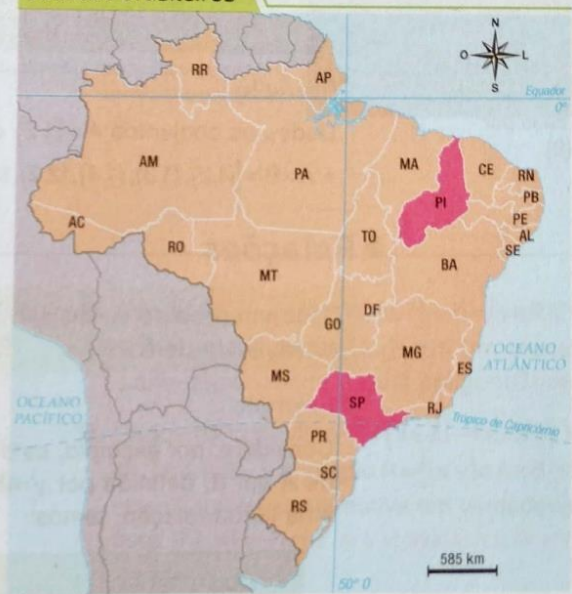 N
O L
S
RR
AP
Equador
0°
AM
PA
MA
CE
RN
PB
PI
PE
AL
SE
AC
TO
RO
BA
MT
DF
GO
MG
OCEANO
ATLÂNTICO
ES
MS
OCEANO
PACÍFICO
SP
RJ
Trópico de Capricórnio
PR
SC
RS
585 km
50° O